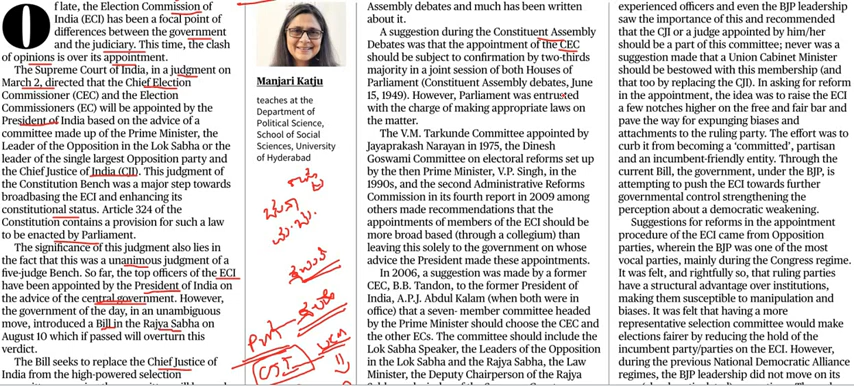 Of late, the Election Commission of
India (ECI) has been a focal point of
differences between the government
and the judiciary. This time, the clash
of opinions is over its appointment.
The Supreme Court of India, in a judgment on
March 2, directed that the Chief Election
Commissioner (CEC) and the Election
Commissioners (EC) will be appointed by the
President of India based on the advice of a
committee made up of the Prime Minister, the
Leader of the Opposition in the Lok Sabha or the
leader of the single largest Opposition party and
the Chief Justice of India (CJI). This judgment of
the Constitution Bench was a major step towards
broadbasing the ECI and enhancing its
constitutional status. Article 324 of the
Constitution contains a provision for such a law
to be enacted by Parliament.
The significance of this judgment also lies in
the fact that this was a unanimous judgment of a
five-judge Bench. So far, the top officers of the ECI
have been appointed by the President of India on
the advice of the central government. However,
the government of the day, in an unambiguous
move, introduced a Bill in the Rajya Sabha on
August 10 which if passed will overturn this
verdict.
The Bill seeks to replace the Chief Justice of
India from the high-powered selection
Manjari Katju
teaches at the
Department of
Political Science,
School of Social
Sciences, University
of Hyderabad
CJI
Assembly debates and much has been written
about it.
A suggestion during the Constituent Assembly
Debates was that the appointment of the CEC
should be subject to confirmation by two-thirds
majority in a joint session of both Houses of
Parliament (Constituent Assembly debates, June
15, 1949). However, Parliament was entrusted
with the charge of making appropriate laws on
the matter.
The V.M. Tarkunde Committee appointed by
Jayaprakash Narayan in 1975, the Dinesh
Goswami Committee on electoral reforms set up
by the then Prime Minister, V.P. Singh, in the
1990s, and the second Administrative Reforms
Commission in its fourth report in 2009 among
others made recommendations that the
appointments of members of the ECI should be
more broad based (through a collegium) than
leaving this solely to the government on whose
advice the President made these appointments.
In 2006, a suggestion was made by a former
CEC, B.B. Tandon, to the former President of
India, A.P.J. Abdul Kalam (when both were in
office) that a seven- member committee headed
by the Prime Minister should choose the CEC and
the other ECs. The committee should include the
Lok Sabha Speaker, the Leaders of the Opposition
in the Lok Sabha and the Rajya Sabha, the Law
Minister, the Deputy Chairperson of the Rajya
experienced officers and even the BJP leadership
saw the importance of this and recommended
that the CJI or a judge appointed by him/her
should be a part of this committee; never was a
suggestion made that a Union Cabinet Minister
should be bestowed with this membership (and
that too by replacing the CJI). In asking for reform
in the appointment, the idea was to raise the ECI
a few notches higher on the free and fair bar and
pave the way for expunging biases and
attachments to the ruling party. The effort was to
curb it from becoming a ‘committed’, partisan
and an incumbent-friendly entity. Through the
current Bill, the government, under the BJP, is
attempting to push the ECI towards further
governmental control strengthening the
perception about a democratic weakening.
Suggestions for reforms in the appointment
procedure of the ECI came from Opposition
parties, wherein the BJP was one of the most
vocal parties, mainly during the Congress regime.
It was felt, and rightfully so, that ruling parties
have a structural advantage over institutions,
making them susceptible to manipulation and
biases. It was felt that having a more
representative selection committee would make
elections fairer by reducing the hold of the
incumbent party/parties on the ECI. However,
during the previous National Democratic Alliance
regimes, the BJP leadership did not move on its